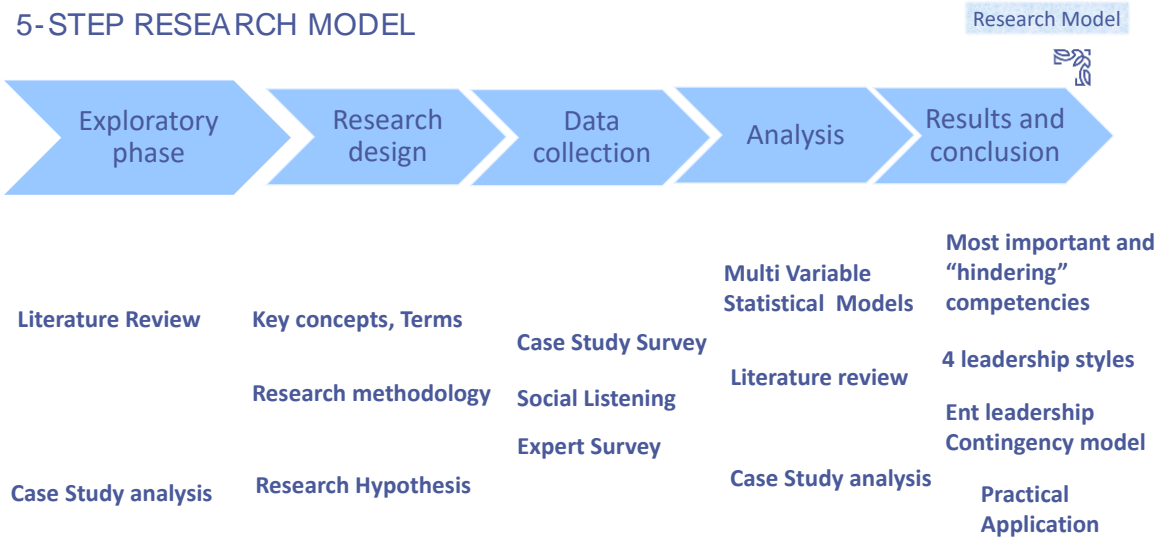 5-STEP RESEARCH MODEL
Research Model
Exploratory
phase
Research
design
Data
collection
Analysis
Results and
conclusion
Literature Review
Case Study analysis
Key concepts, Terms
Research methodology
Research Hypothesis
Case Study Survey
Social Listening
Expert Survey
Multi Variable
Statistical Models
Literature review
Case Study analysis
Most important and
“hindering”
competencies
4 leadership styles
Ent leadership
Contingency model
Practical
Application